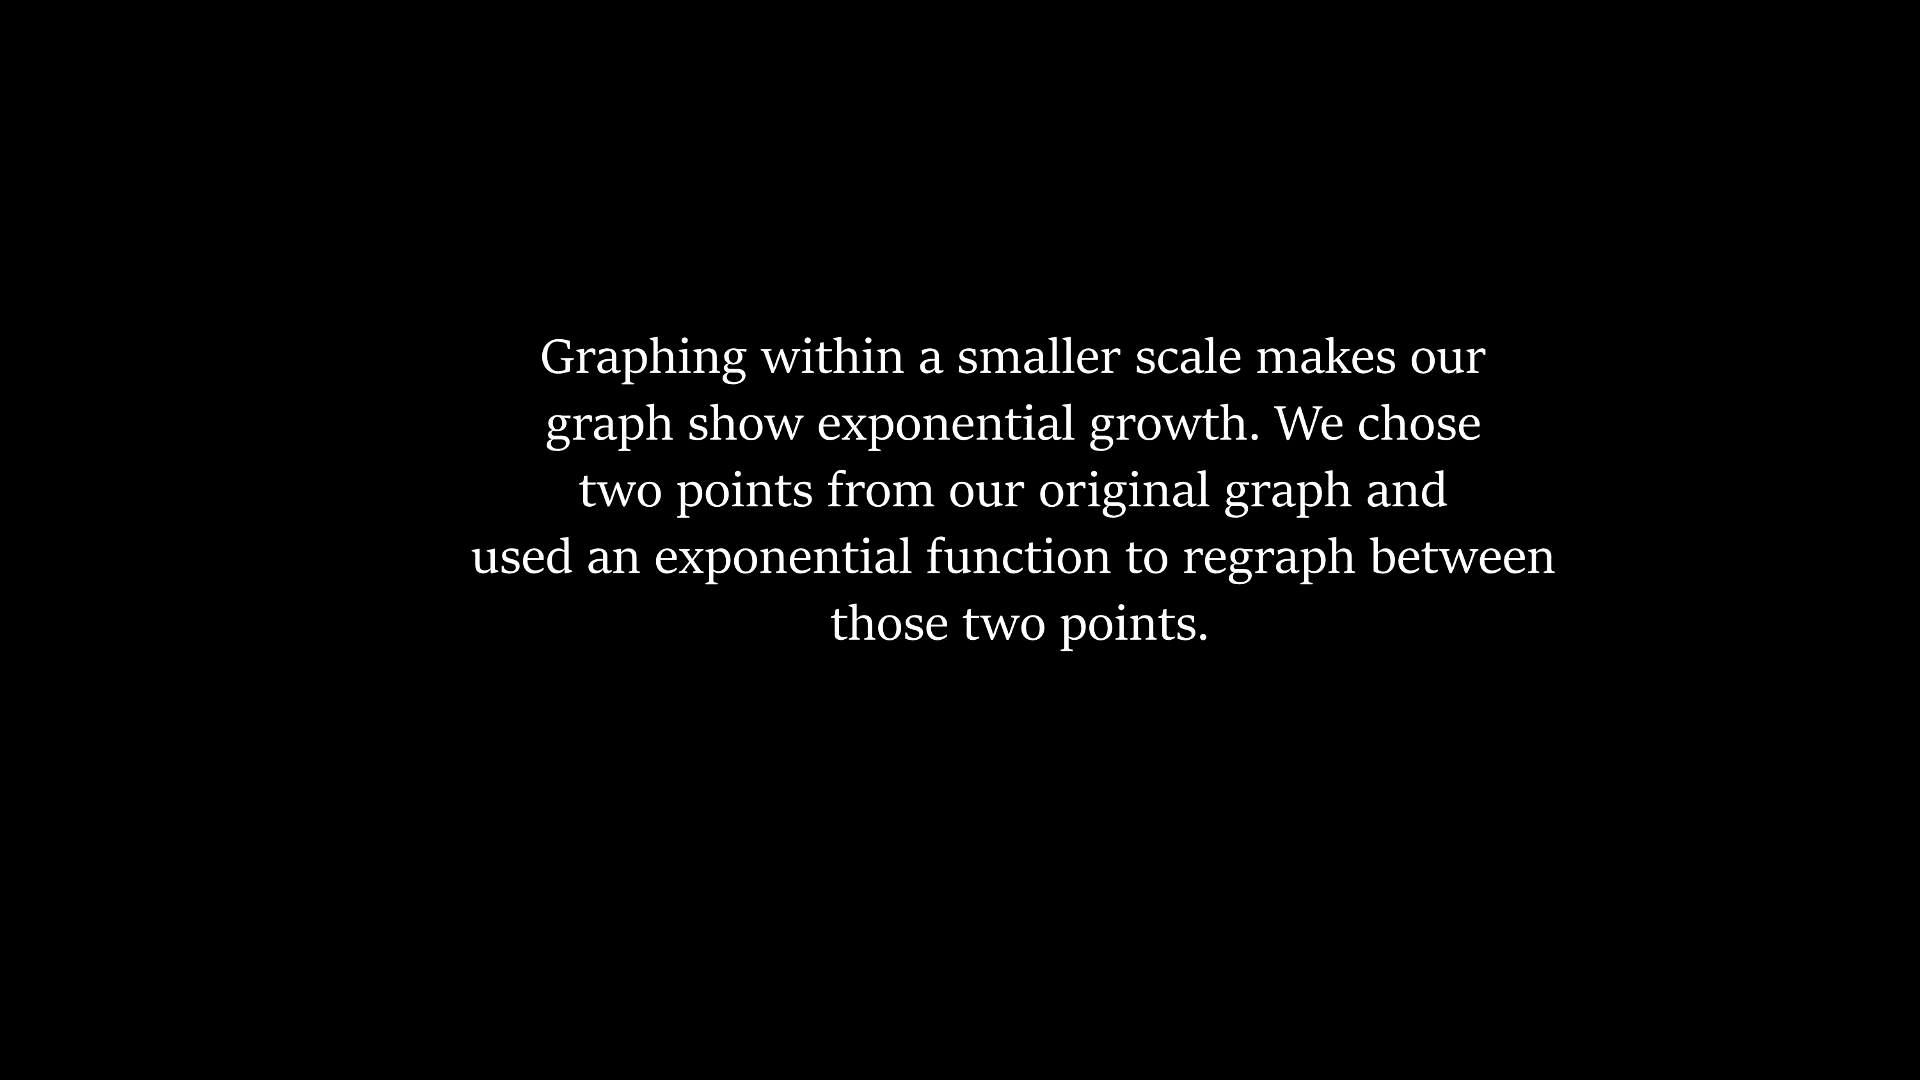 Graphing within a smaller scale makes our
graph show exponential growth. We chose
two points from our original graph and
used an exponential function to regraph between
those two points.